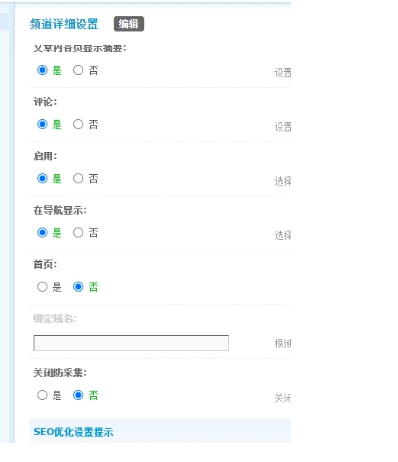 频道详细设置 编辑
文章内容页显示摘要:
是 否 设置
评论:
是 否 设置
启用:
是 否 选择
在导航显示:
是 否 选择
首页:
是 否
绑定域名:
根域
关闭防采集:
是 否 关闭
SEO优化设置提示